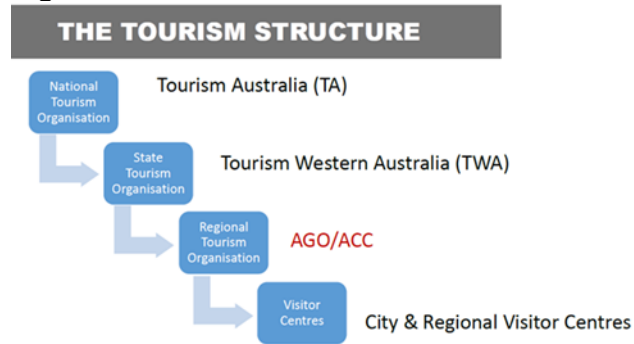 THE TOURISM STRUCTURE
National
Tourism
Organisation
Tourism Australia (TA)
State
Tourism
Organisation
Tourism Western Australia (TWA)
Regional
Tourism
Organisation
AGO/ACC
Visitor
Centres
City & Regional Visitor Centres